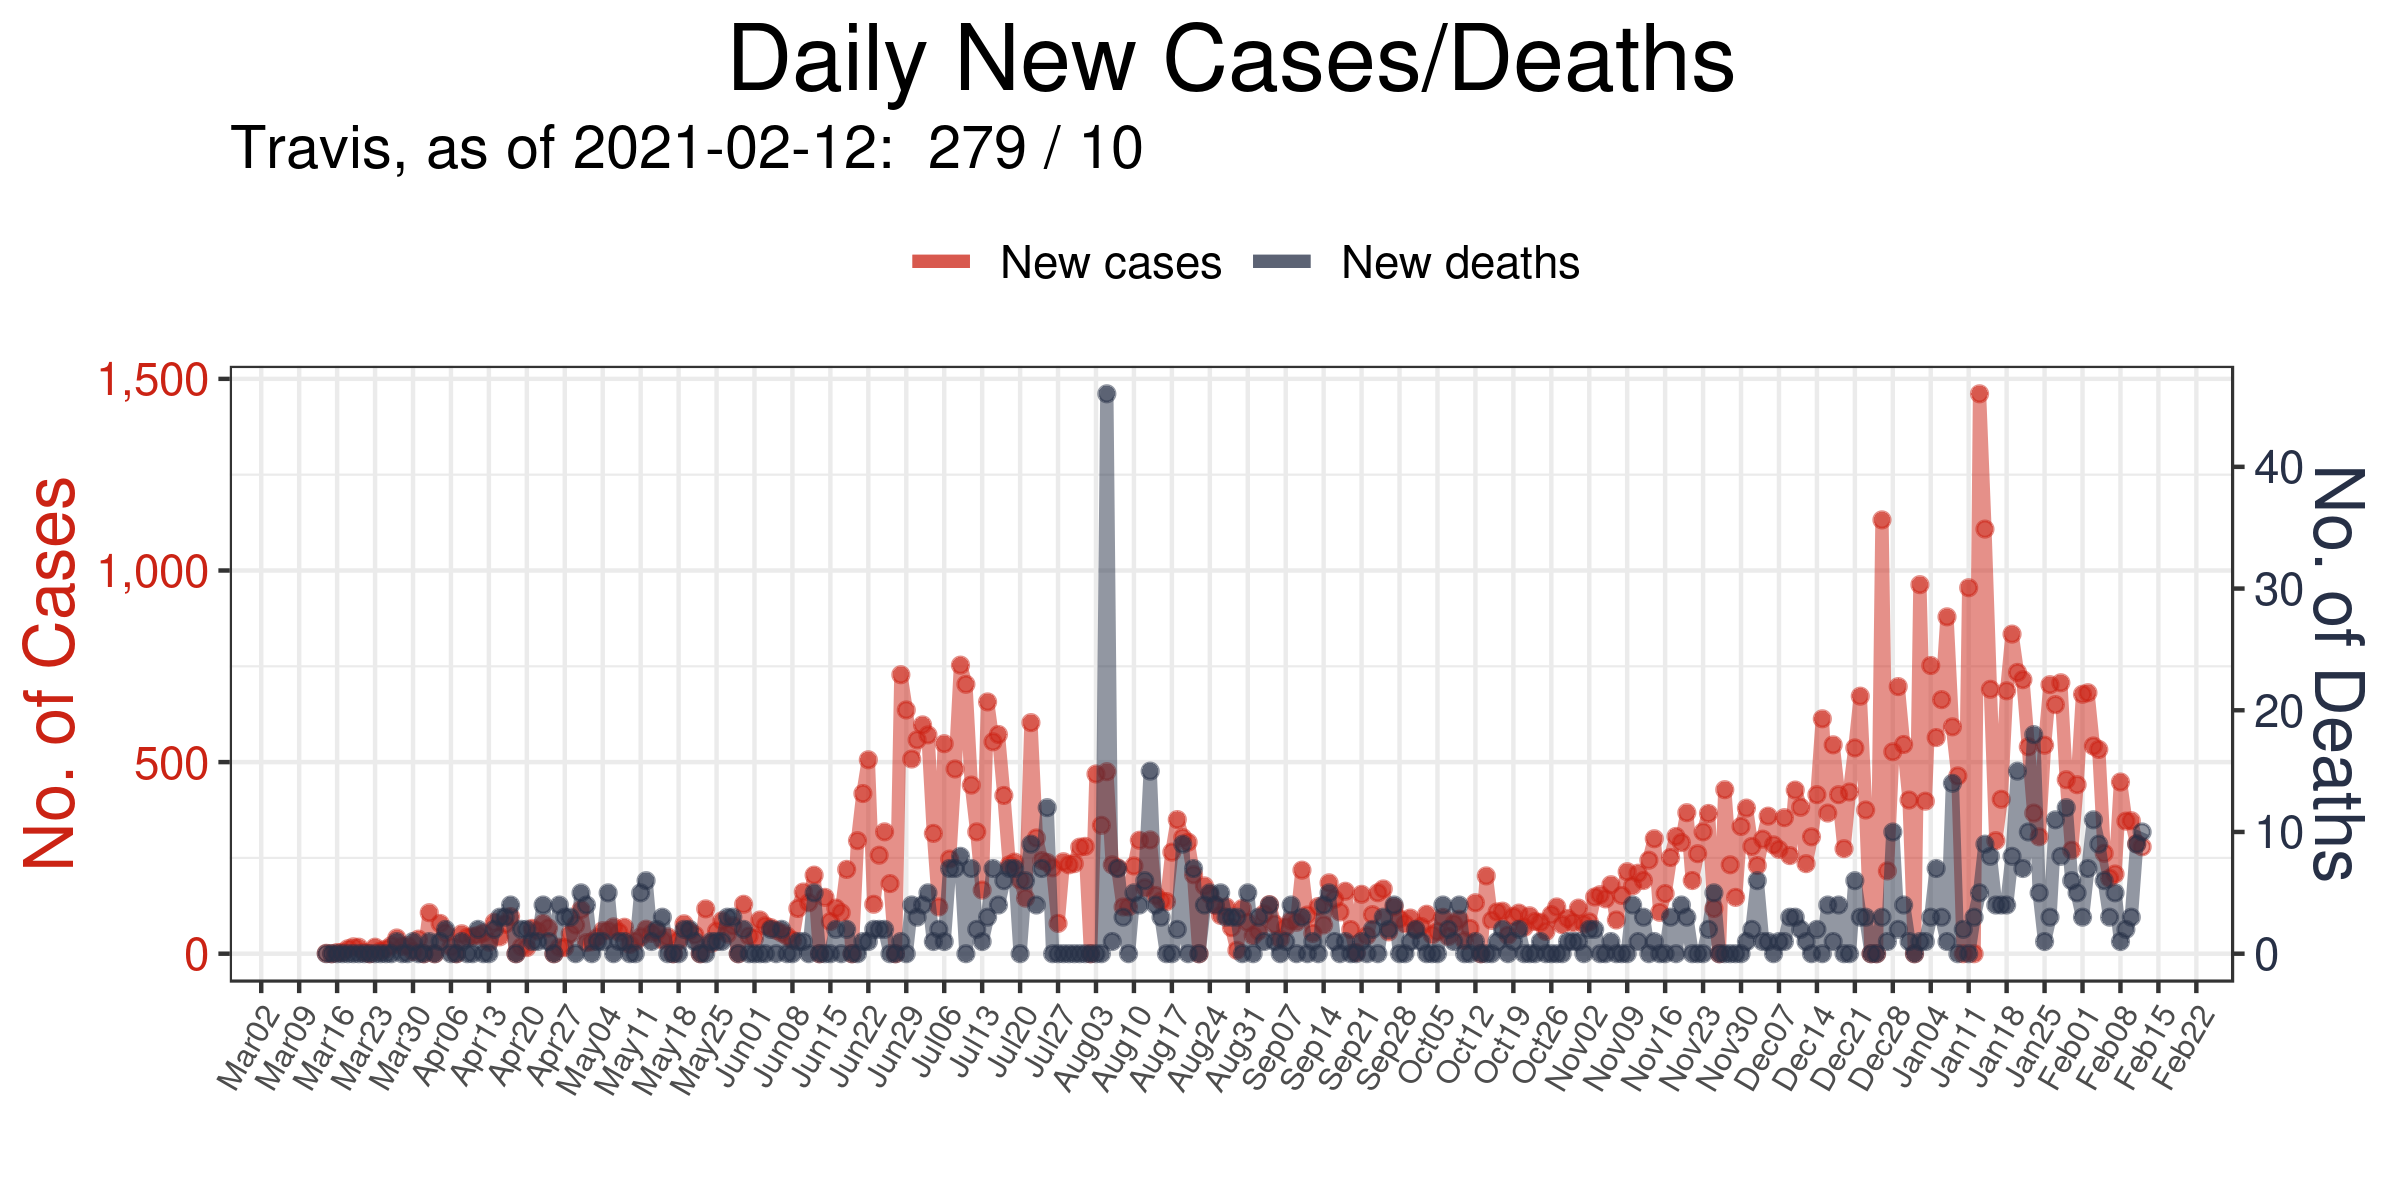 Daily New Cases/Deaths
Travis, as of 2021-02-12: 279 / 10
New cases
New deaths
No. of Cases
1,500
1,000
500
0
40
30
20
10
0
No. of Deaths
Mar02
Mar09
Mar16
Mar23
Mar30
Apr06
Apr13
Apr20
Apr27
May04
May11
May18
May25
Jun01
Jun08
Jun15
Jun22
Jun29
Jul06
Jul13
Jul20
Jul27
Aug03
Aug10
Aug17
Aug24
Aug31
Sep07
Sep14
Sep21
Sep28
Oct05
Oct12
Oct19
Oct26
Nov02
Nov09
Nov16
Nov23
Nov30
Dec07
Dec14
Dec21
Dec28
Jan04
Jan11
Jan18
Jan25
Feb01
Feb08
Feb15
Feb22